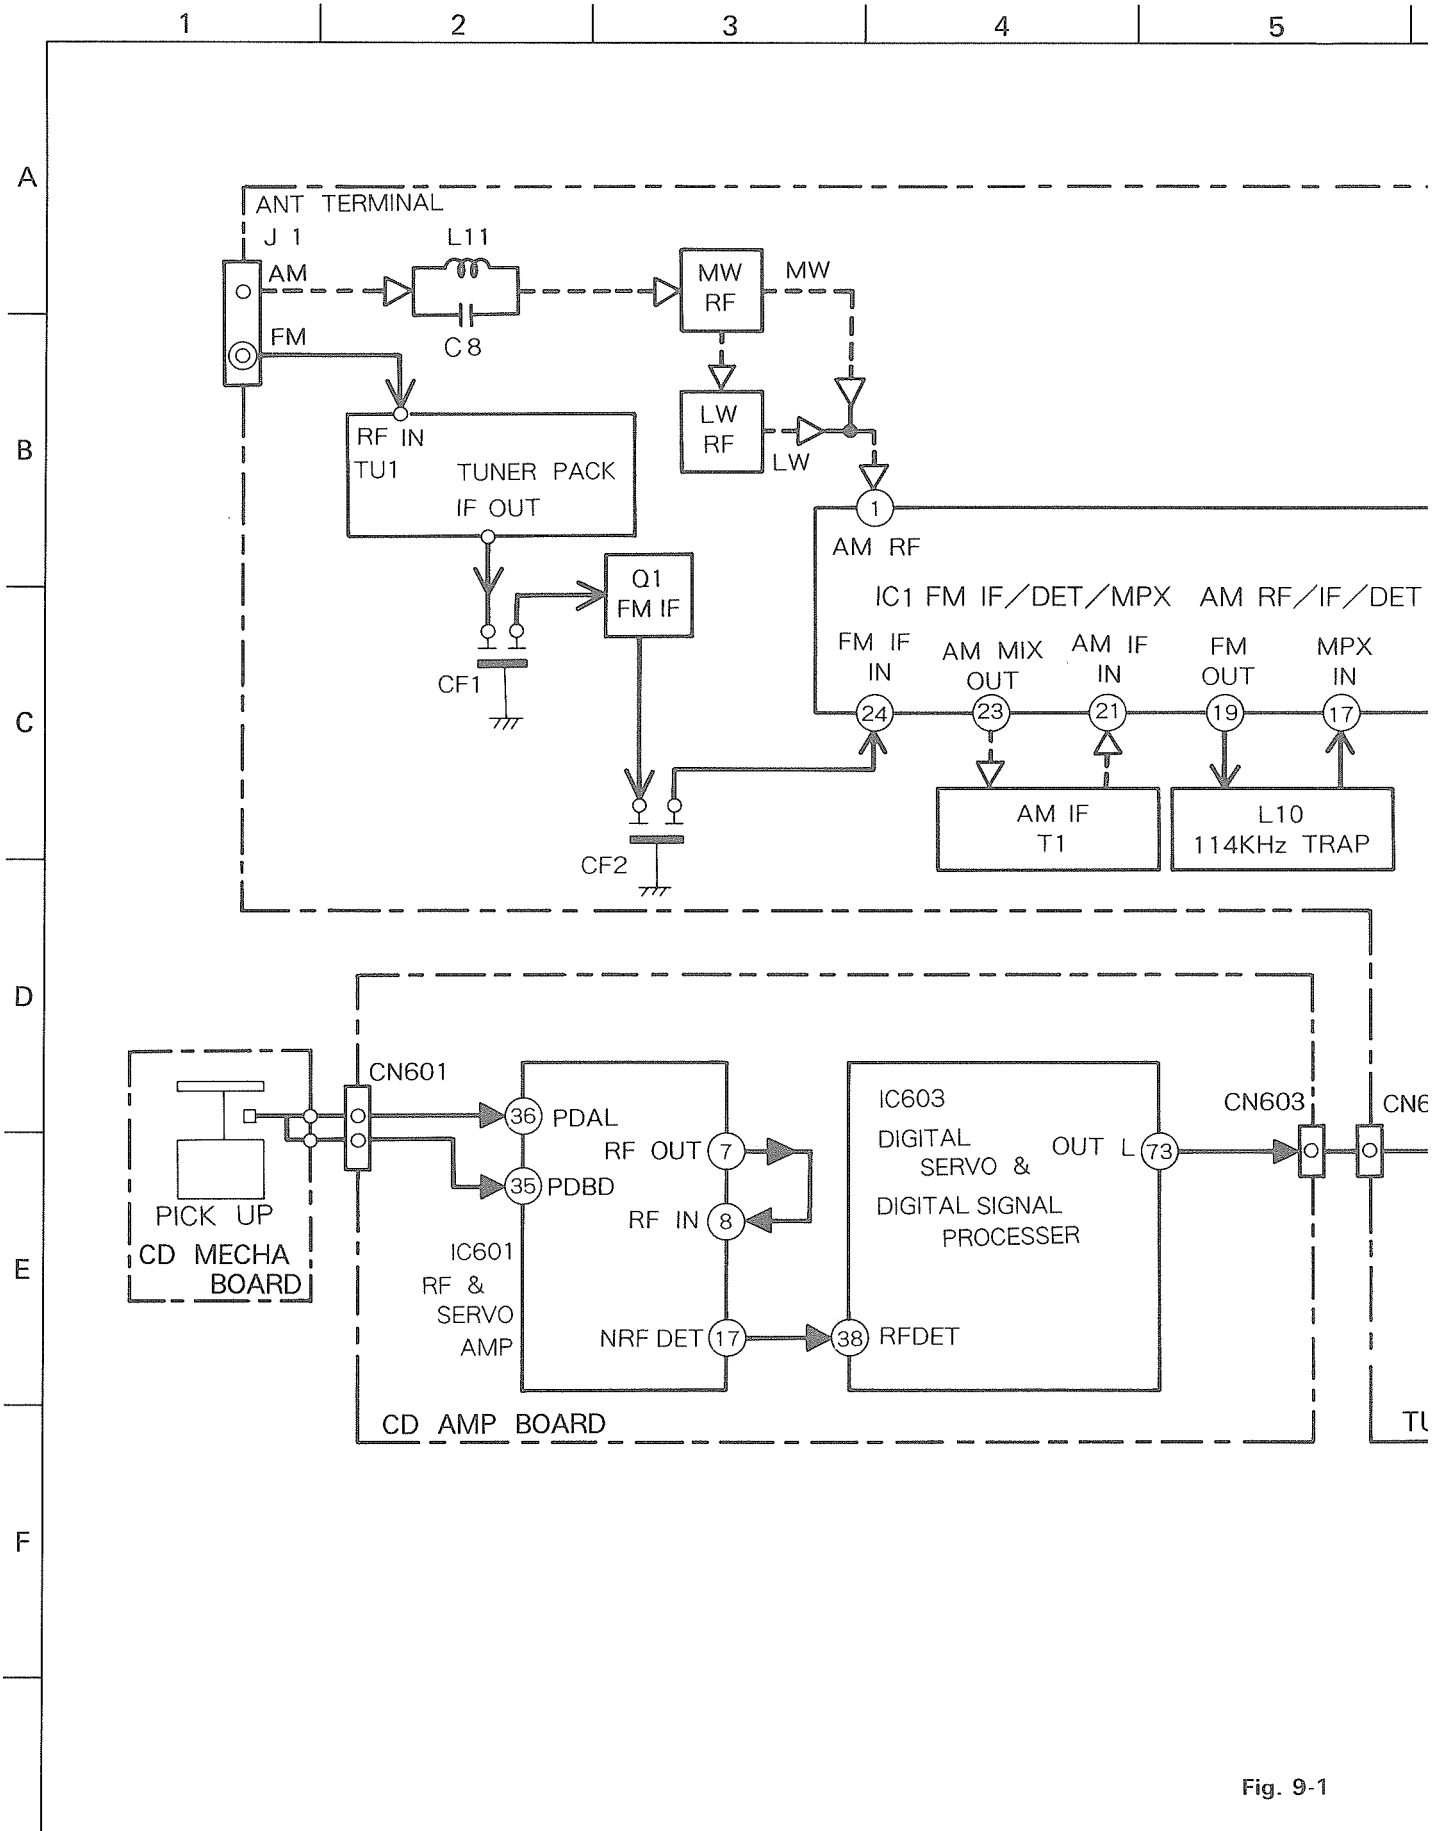 1 2 3 4 5
A
ANT TERMINAL
J 1
L11
AM
MW
RF
MW
C8
FM
B
RF IN
TU1
TUNER PACK
IF OUT
LW
RF
LW
1
AM RF
Q1
FM IF
IC1 FM IF/DET/MPX AM RF/IF/DET
FM IF
IN
AM MIX
OUT
AM IF
IN
FM
OUT
MPX
IN
CF1
C
24 23 21 19 17
AM IF
T1
L10
114KHz TRAP
CF2
D
CN601
36 PDAL
35 PDBD
RF OUT 7
RF IN 8
NRF DET 17
IC601
RF &
SERVO
AMP
IC603
DIGITAL
SERVO &
DIGITAL SIGNAL
PROCESSER
OUT L 73
38 RFDET
CN603
CN6
PICK UP
CD MECHA
BOARD
E
CD AMP BOARD
TU
F
Fig. 9-1